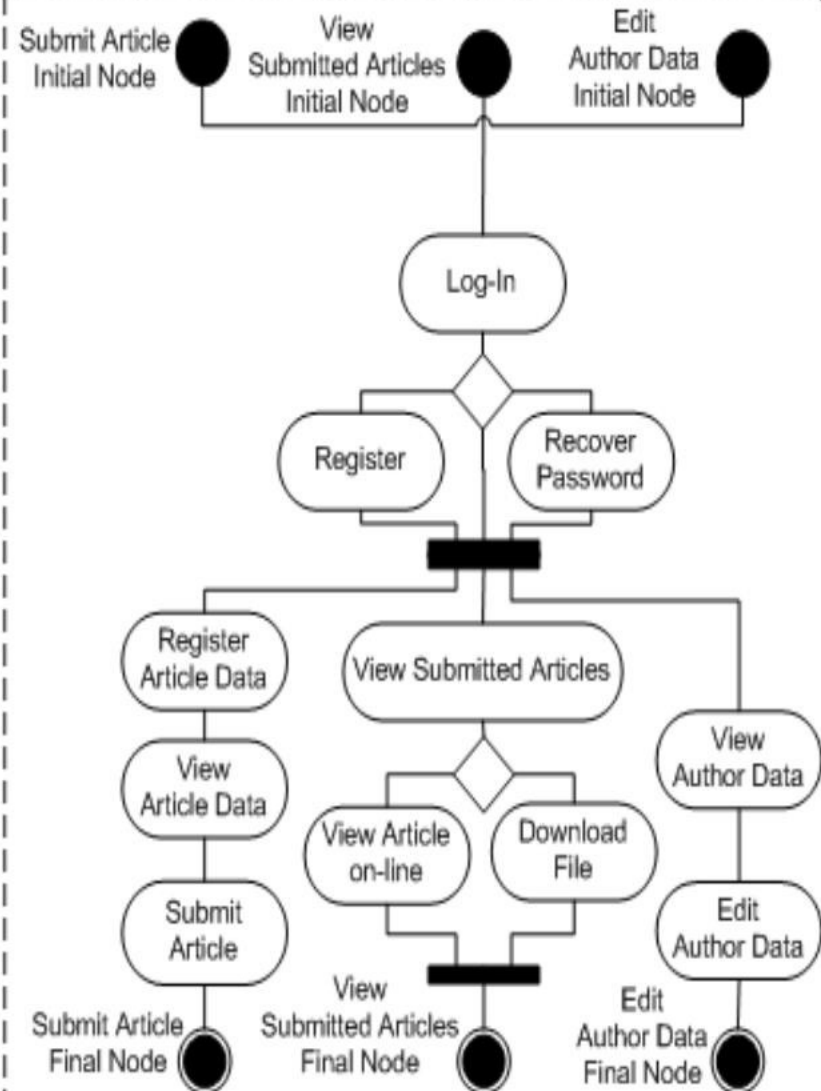 Submit Article
Initial Node
View
Submitted Articles
Initial Node
Edit
Author Data
Initial Node
Log-In
Register
Recover
Password
Register
Article Data
View Submitted Articles
View
Author Data
View
Article Data
View Article
on-line
Download
File
Submit
Article
Edit
Author Data
Submit Article
Final Node
View
Submitted Articles
Final Node
Edit
Author Data
Final Node